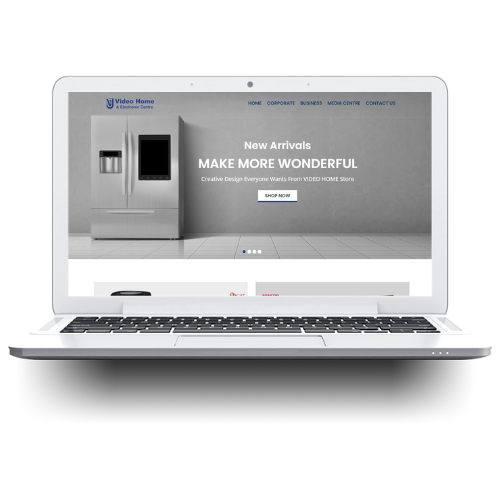 Video Home
& Electronic Centre
HOME CORPORATE BUSINESS MEDIA CENTRE CONTACT US
New Arrivals
MAKE MORE WONDERFUL
Creative Design Everyone Wants From VIDEO HOME Store
SHOP NOW